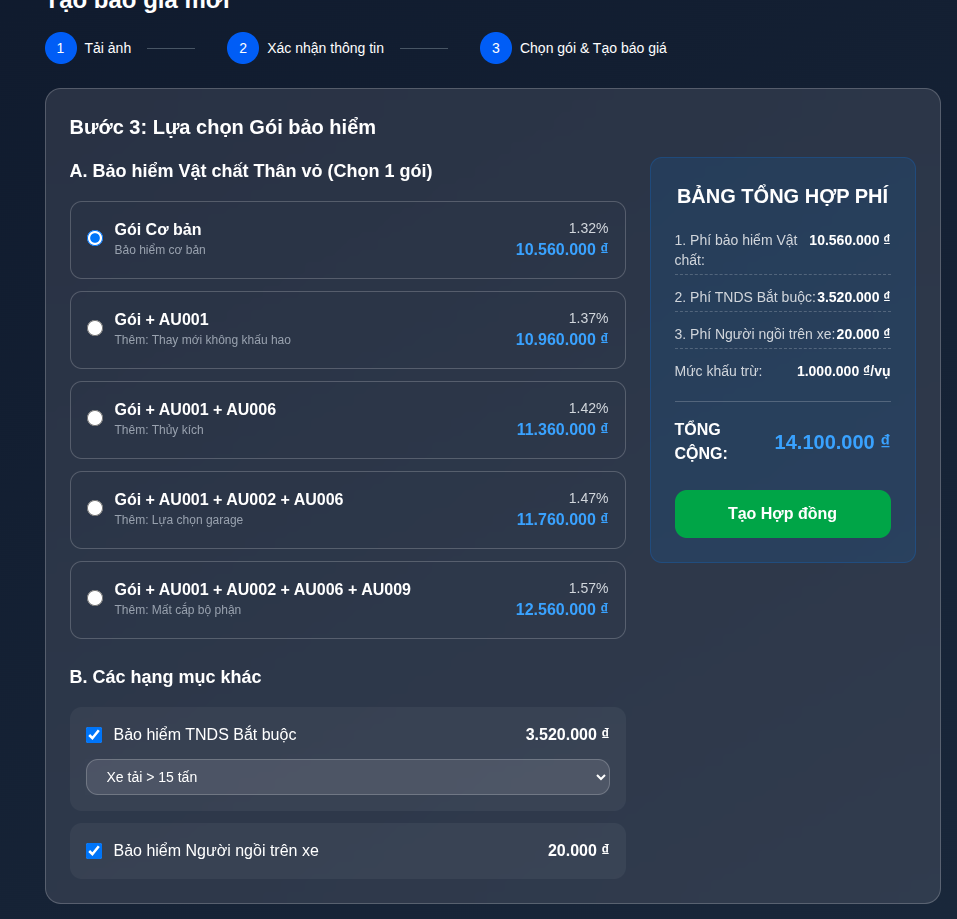 Tạo báo giá mới
1 Tải ảnh
2 Xác nhận thông tin
3 Chọn gói & Tạo báo giá
Bước 3: Lựa chọn Gói bảo hiểm
A. Bảo hiểm Vật chất Thân vỏ (Chọn 1 gói)
Gói Cơ bản
Bảo hiểm cơ bản
1.32%
10.560.000 ₫
Gói + AU001
Thêm: Thay mới không khấu hao
1.37%
10.960.000 ₫
Gói + AU001 + AU006
Thêm: Thủy kích
1.42%
11.360.000 ₫
Gói + AU001 + AU002 + AU006
Thêm: Lựa chọn garage
1.47%
11.760.000 ₫
Gói + AU001 + AU002 + AU006 + AU009
Thêm: Mất cắp bộ phận
1.57%
12.560.000 ₫
B. Các hạng mục khác
Bảo hiểm TNDS Bắt buộc
3.520.000 ₫
Xe tải > 15 tấn
Bảo hiểm Người ngồi trên xe
20.000 ₫
BẢNG TỔNG HỢP PHÍ
1. Phí bảo hiểm Vật
chất:
10.560.000 ₫
2. Phí TNDS Bắt buộc: 3.520.000 ₫
3. Phí Người ngồi trên xe: 20.000 ₫
Mức khấu trừ: 1.000.000 ₫/vụ
TỔNG
CỘNG:
14.100.000 ₫
Tạo Hợp đồng